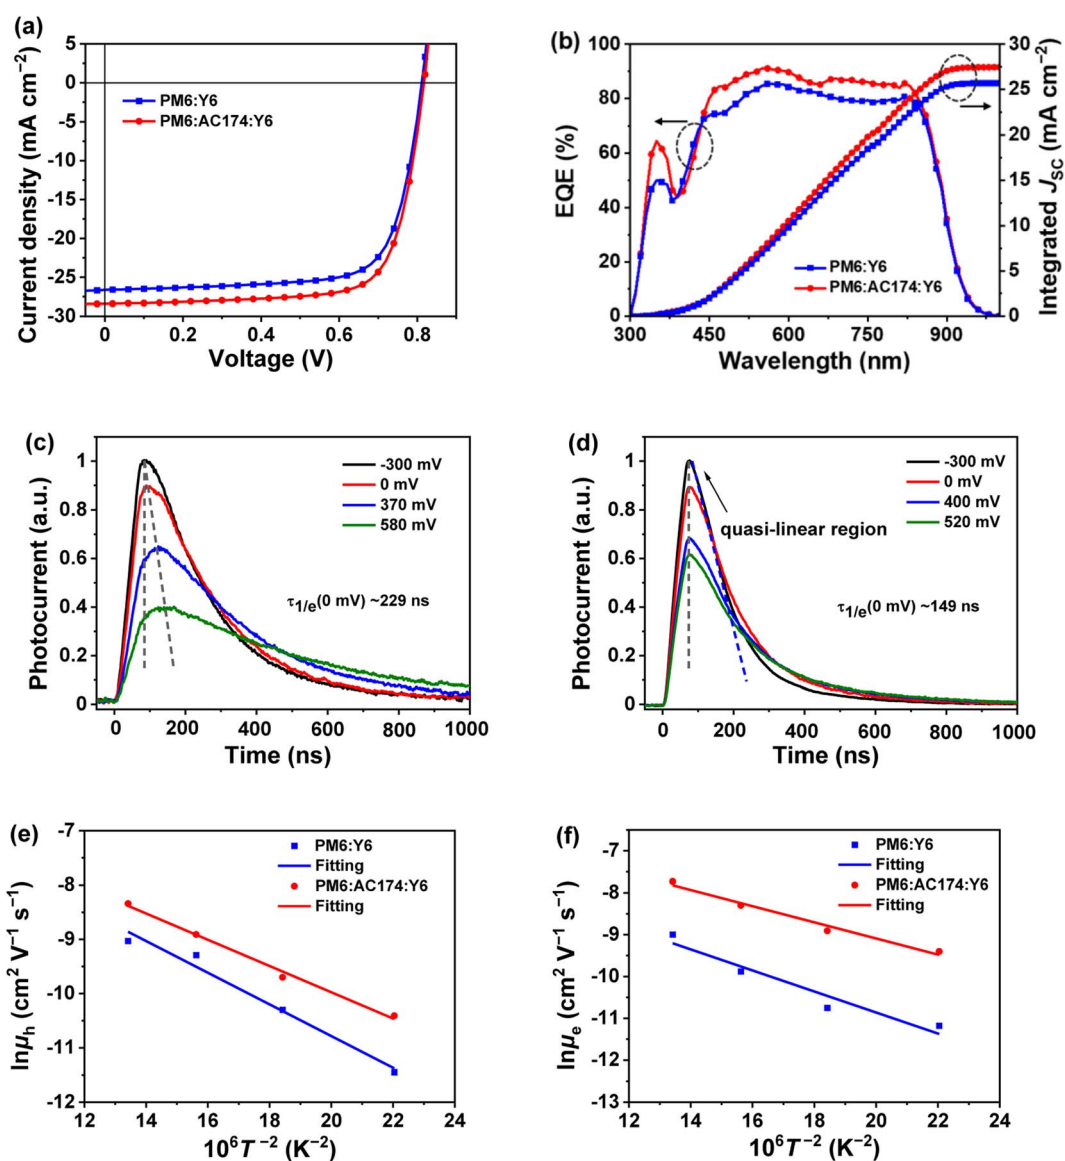 (a)
5
0
-5
-10
-15
-20
-25
-30
Current density (mA cm⁻²)
PM6:Y6
PM6:AC174:Y6
0 0.2 0.4 0.6 0.8
Voltage (V)
(b)
100
80
60
40
20
0
EQE (%)
30
25
20
15
10
5
0
Integrated JSC (mA cm⁻²)
PM6:Y6
PM6:AC174:Y6
300 450 600 750 900
Wavelength (nm)
(c)
1
0.8
0.6
0.4
0.2
0
Photocurrent (a.u.)
-300 mV
0 mV
370 mV
580 mV
τ1/e(0 mV) ~229 ns
0 200 400 600 800 1000
Time (ns)
(d)
1
0.8
0.6
0.4
0.2
0
Photocurrent (a.u.)
-300 mV
0 mV
400 mV
520 mV
quasi-linear region
τ1/e(0 mV) ~149 ns
0 200 400 600 800 1000
Time (ns)
(e)
-7
-8
-9
-10
-11
-12
lnμh (cm² V⁻¹ s⁻¹)
PM6:Y6
Fitting
PM6:AC174:Y6
Fitting
12 14 16 18 20 22 24
10⁶T⁻² (K⁻²)
(f)
-7
-8
-9
-10
-11
-12
-13
lnμe (cm² V⁻¹ s⁻¹)
PM6:Y6
Fitting
PM6:AC174:Y6
Fitting
12 14 16 18 20 22 24
10⁶T⁻² (K⁻²)